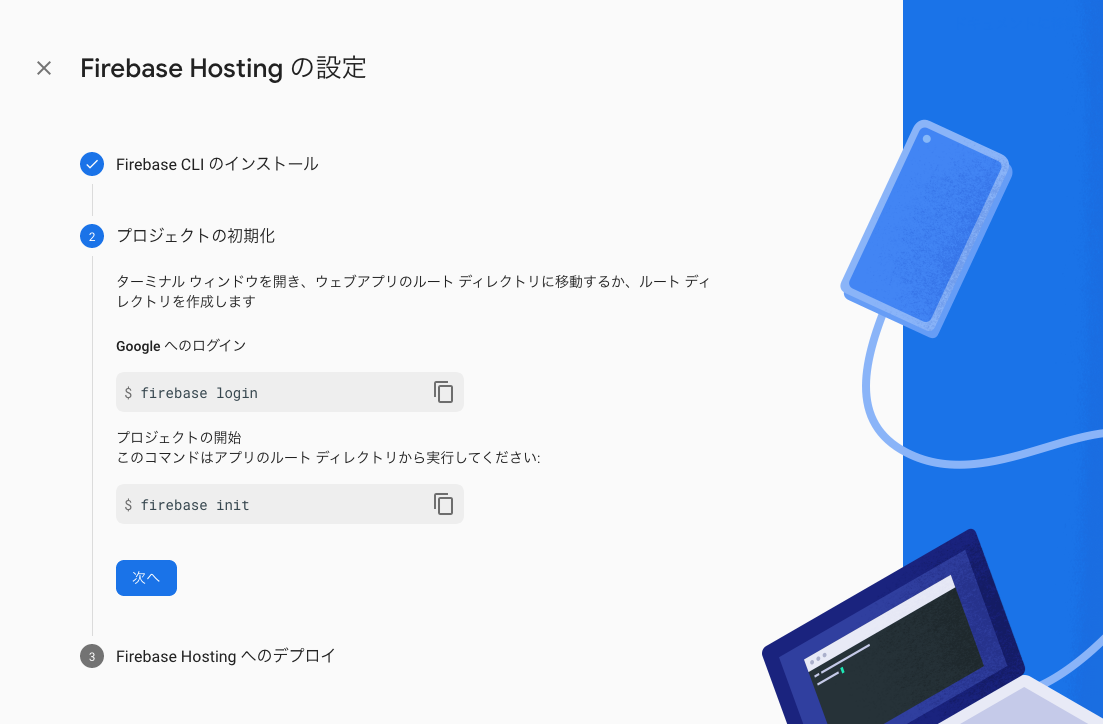 Firebase Hosting の設定
Firebase CLI のインストール
2
プロジェクトの初期化
ターミナル ウィンドウを開き、ウェブアプリのルート ディレクトリに移動するか、ルート ディ
レクトリを作成します
Google へのログイン
$ firebase login
プロジェクトの開始
このコマンドはアプリのルート ディレクトリから実行してください:
$ firebase init
次へ
3
Firebase Hosting へのデプロイ